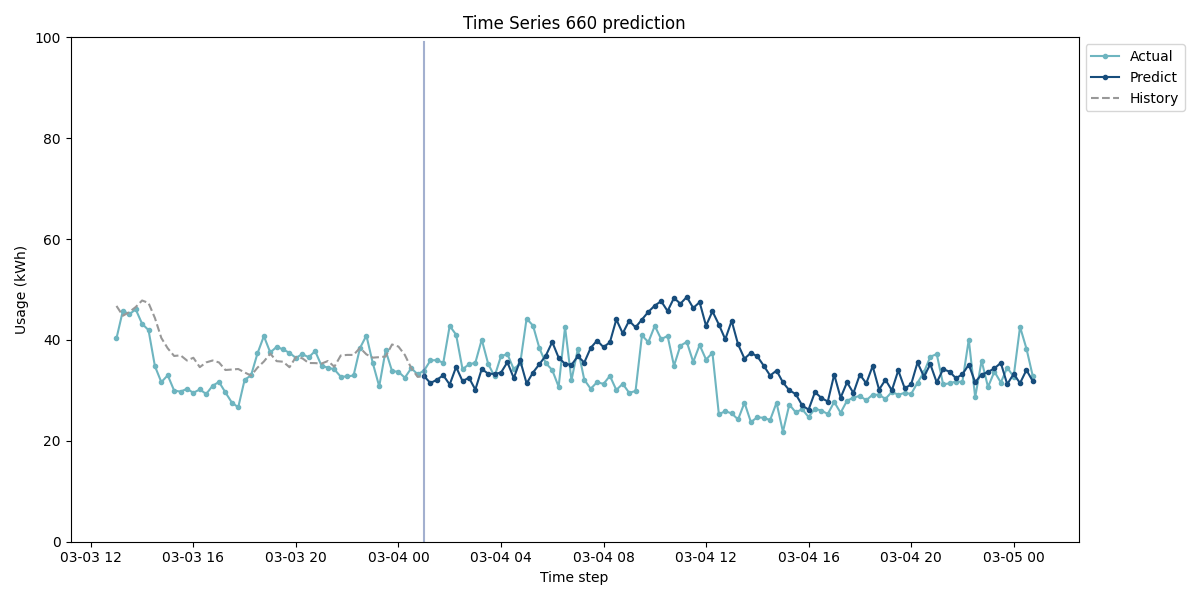 Time Series 660 prediction
Usage (kWh)
100
80
60
40
20
0
03-03 12
03-03 16
03-03 20
03-04 00
03-04 04
03-04 08
03-04 12
03-04 16
03-04 20
03-05 00
Time step
Actual
Predict
History